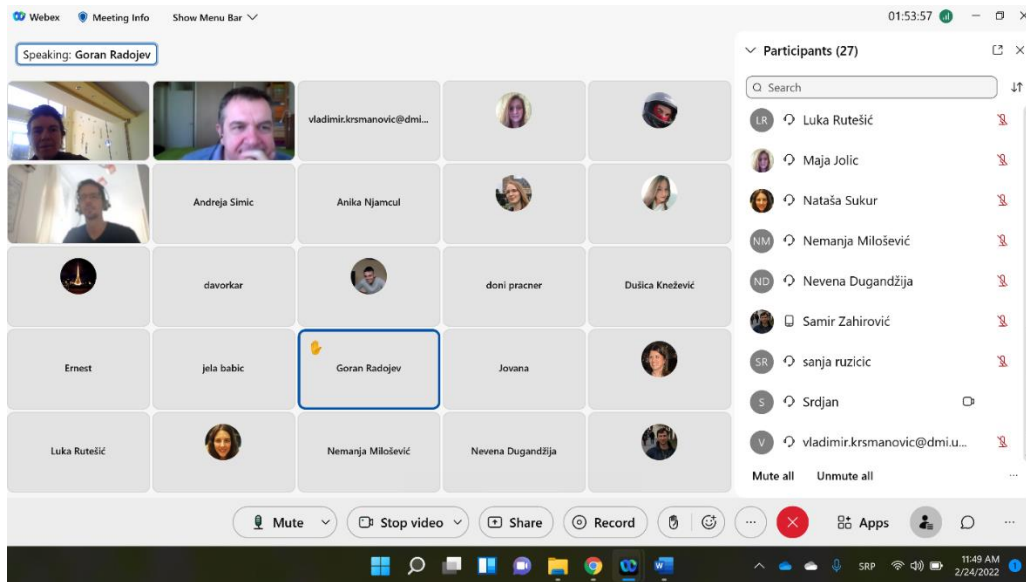 Webex Meeting Info Show Menu Bar 01:53:57
Speaking: Goran Radojev
Participants (27)
Search
vladimir.krsmanovic@dmi...
Andreja Simic
Anika Njamcul
davorkar
doni pracner
Dušica Knežević
Ernest
jela babic
Goran Radojev
Jovana
Luka Rutešić
Nemanja Milošević
Nevena Dugandžija
LR Luka Rutešić
Maja Jolic
Nataša Sukur
NM Nemanja Milošević
ND Nevena Dugandžija
Samir Zahirović
SR sanja ruzicic
S Srdjan
V vladimir.krsmanovic@dmi.u...
Mute all Unmute all
Mute Stop video Share Record Apps
SRP 11:49 AM
2/24/2022